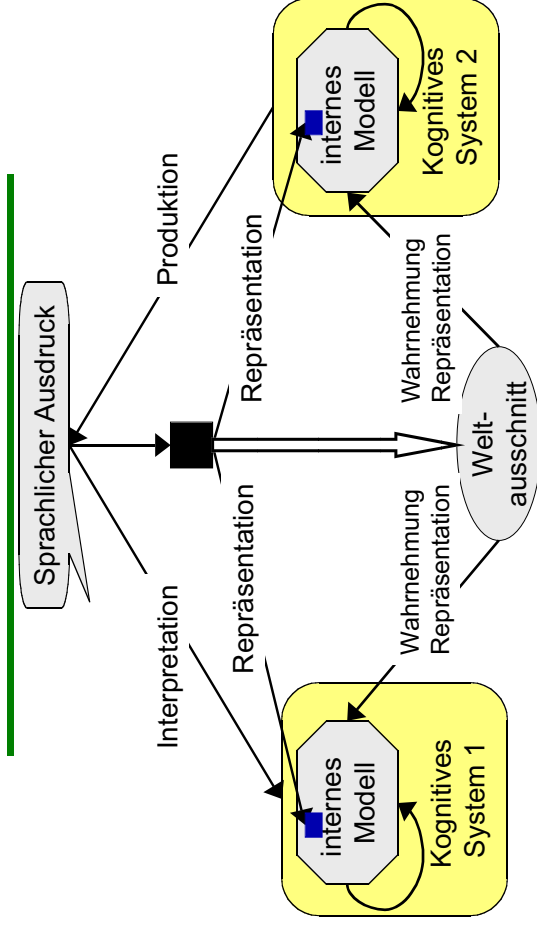 Sprachlicher Ausdruck
Interpretation
Produktion
Repräsentation
Repräsentation
internes
Modell
Kognitives
System 1
Wahrnehmung
Repräsentation
Welt-
ausschnitt
Wahrnehmung
Repräsentation
internes
Modell
Kognitives
System 2